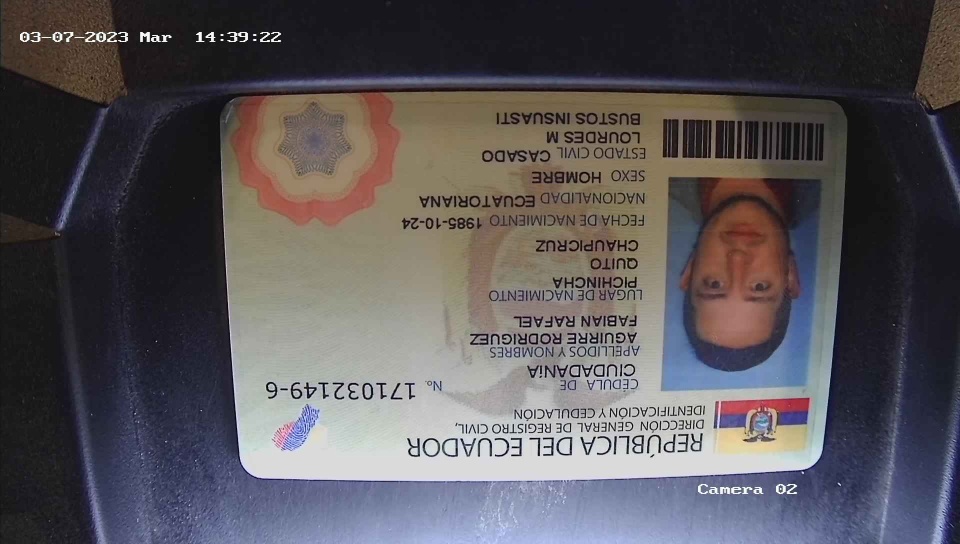 03-07-2023 Mar 14:39:22
REPÚBLICA DEL ECUADOR
DIRECCIÓN GENERAL DE REGISTRO CIVIL,
IDENTIFICACIÓN Y CEDULACIÓN
CÉDULA DE No. 171032149-6
CIUDADANíA
APELLIDOS Y NOMBRES
AGUIRRE RODRIGUEZ
FABIAN RAFAEL
LUGAR DE NACIMIENTO
PICHINCHA
QUITO
CHAUPICRUZ
FECHA DE NACIMIENTO 1985-10-24
NACIONALIDAD ECUATORIANA
SEXO HOMBRE
ESTADO CIVIL CASADO
LOURDES M
BUSTOS INSUASTI
Camera 02